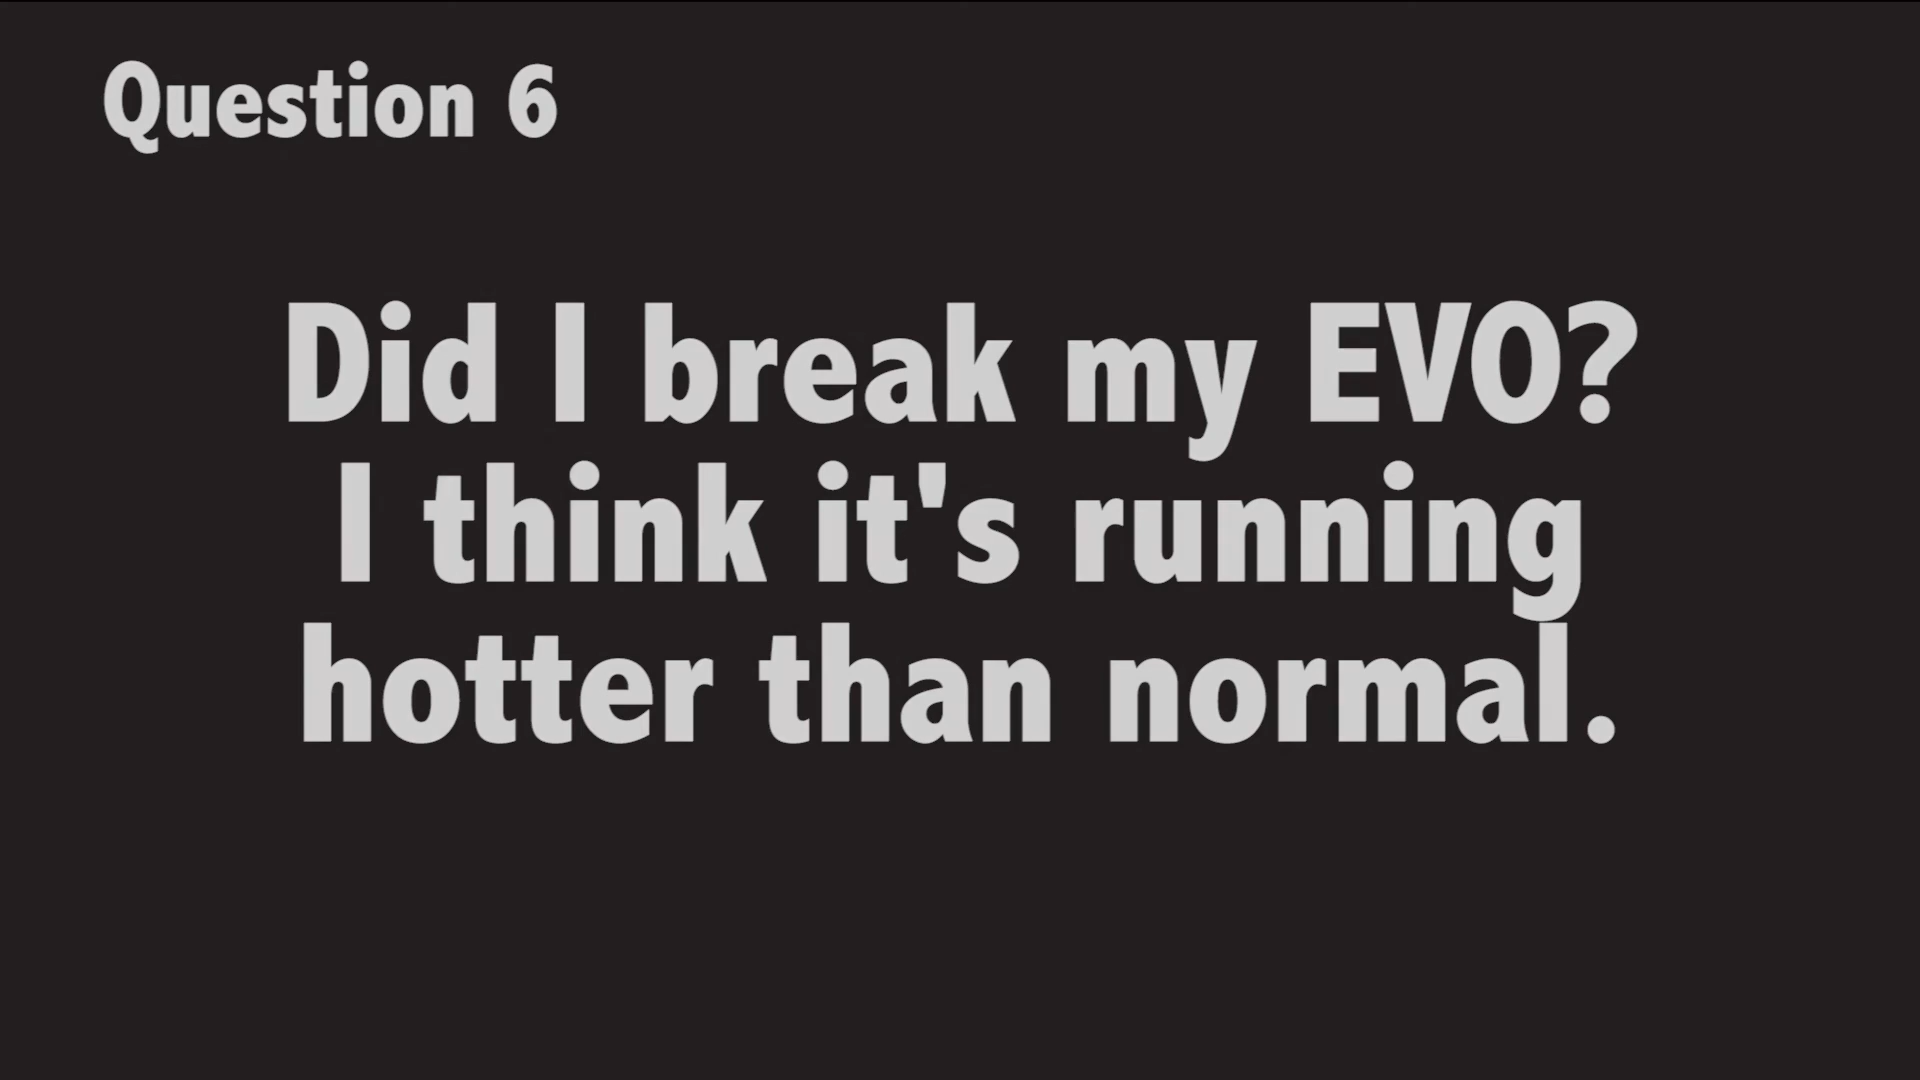 Question 6
Did I break my EVO?
I think it's running
hotter than normal.